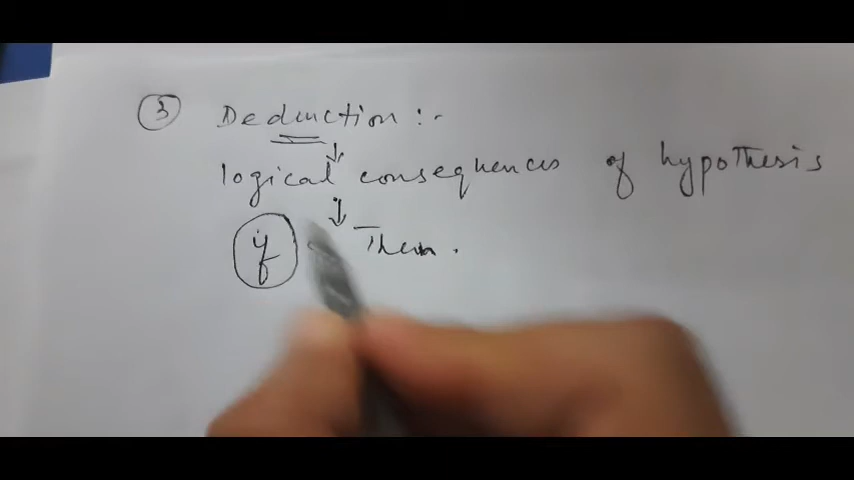 3 Deduction :-
logical consequences of hypothesis
if Then.